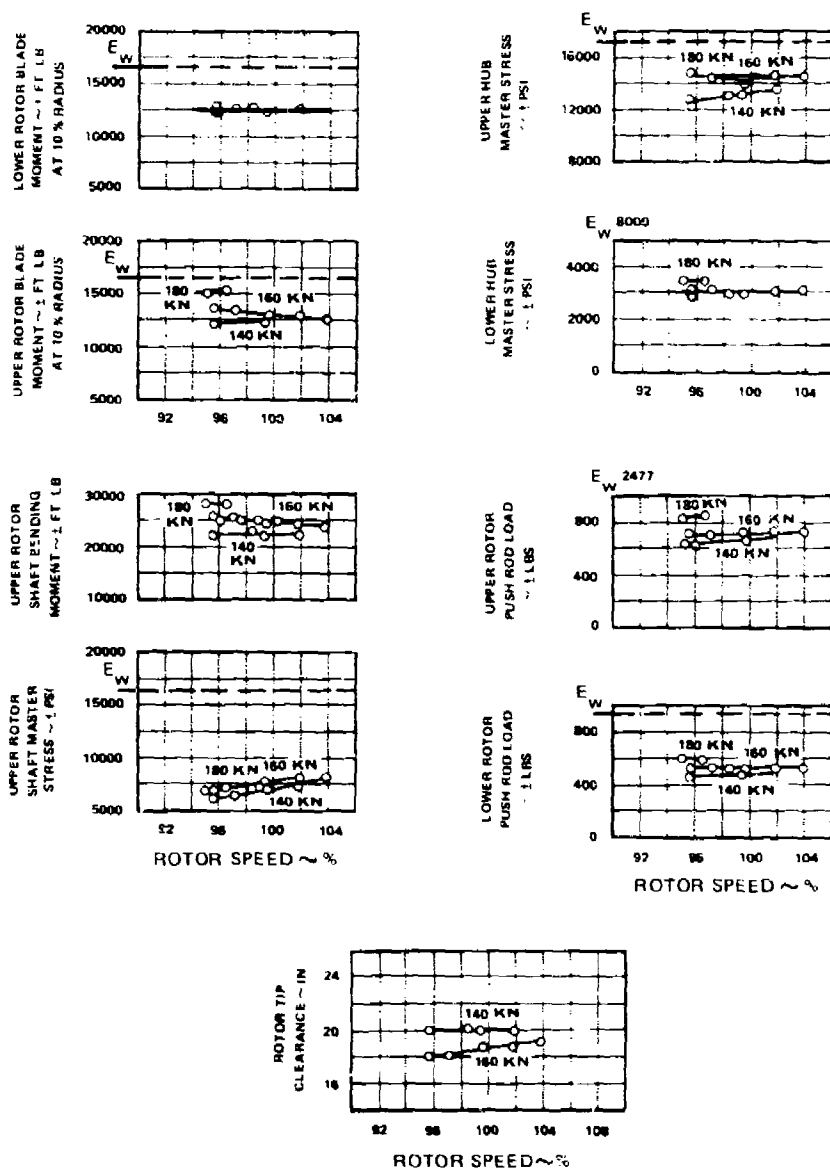 LOWER ROTOR BLADE
MOMENT ~ ± FT LB
AT 10% RADIUS
20000
15000
10000
5000
E W
UPPER ROTOR BLADE
MOMENT ~ ± FT LB
AT 10% RADIUS
20000
15000
10000
5000
E W
180
KN
160 KN
140 KN
92
96
100
104
UPPER ROTOR
SHAFT BENDING
MOMENT ~ ± FT LB
30000
20000
10000
180
KN
160 KN
140
KN
UPPER ROTOR
SHAFT MASTER
STRESS ~ ± PSI
20000
15000
10000
5000
E W
180 KN
160 KN
140 KN
92
96
100
104
ROTOR SPEED ~ %
UPPER HUB
MASTER STRESS
~ ± PSI
16000
12000
8000
E W
180 KN
160 KN
140 KN
LOWER HUB
MASTER STRESS
~ ± PSI
E W 8000
4000
2000
0
180 KN
92
96
100
104
UPPER ROTOR
PUSH ROD LOAD
~ ± LBS
E W 2477
800
400
0
180 KN
160 KN
140 KN
LOWER ROTOR
PUSH ROD LOAD
~ ± LBS
E W
800
400
0
180 KN
160 KN
140 KN
92
96
100
104
ROTOR SPEED ~ %
ROTOR TIP
CLEARANCE ~ IN
24
20
16
140 KN
160 KN
92
96
100
104
108
ROTOR SPEED ~ %